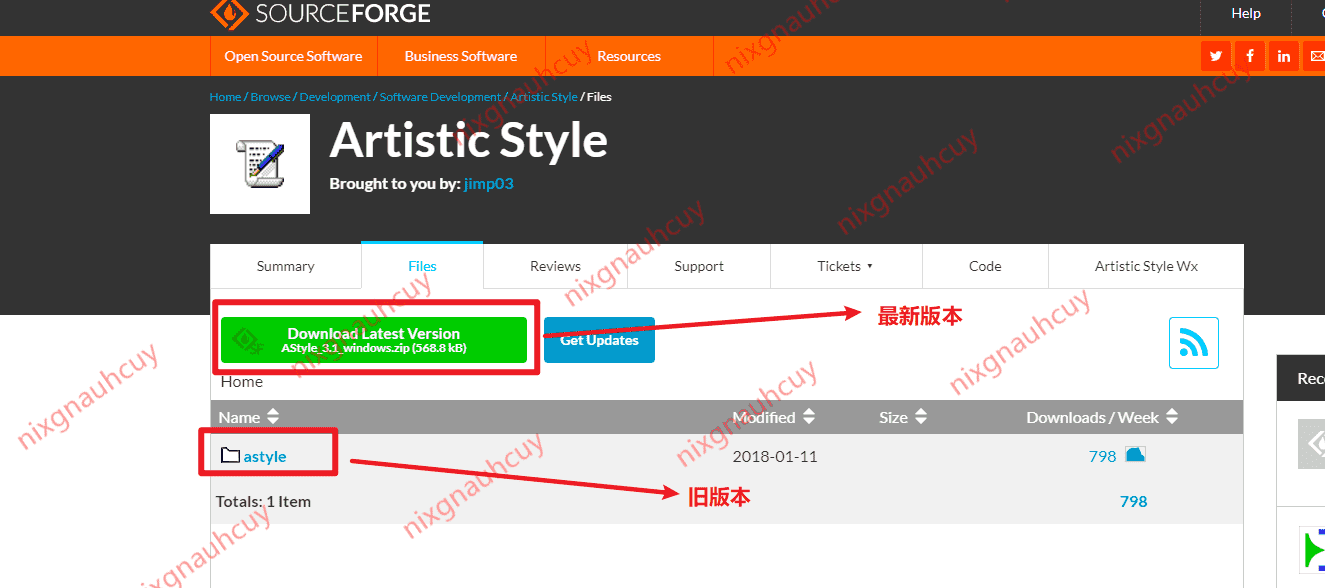 SOURCEFORGE
Help
Open Source Software
Business Software
Resources
Home / Browse / Development / Software Development / Artistic Style / Files
Artistic Style
Brought to you by: jimp03
Summary
Files
Reviews
Support
Tickets
Code
Artistic Style Wx
Download Latest Version
AStyle_3.1_windows.zip (568.8 kB)
Get Updates
最新版本
Home
Name
Modified
Size
Downloads / Week
astyle
2018-01-11
798
旧版本
Totals: 1 Item
798
nixgnauhcuy
nixgnauhcuy
nixgnauhcuy
nixgnauhcuy
nixgnauhcuy
nixgnauhcuy
nixgnauhcuy
nixgnauhcuy
nixgnauhcuy
nixgnauhcuy
nixgnauhcuy